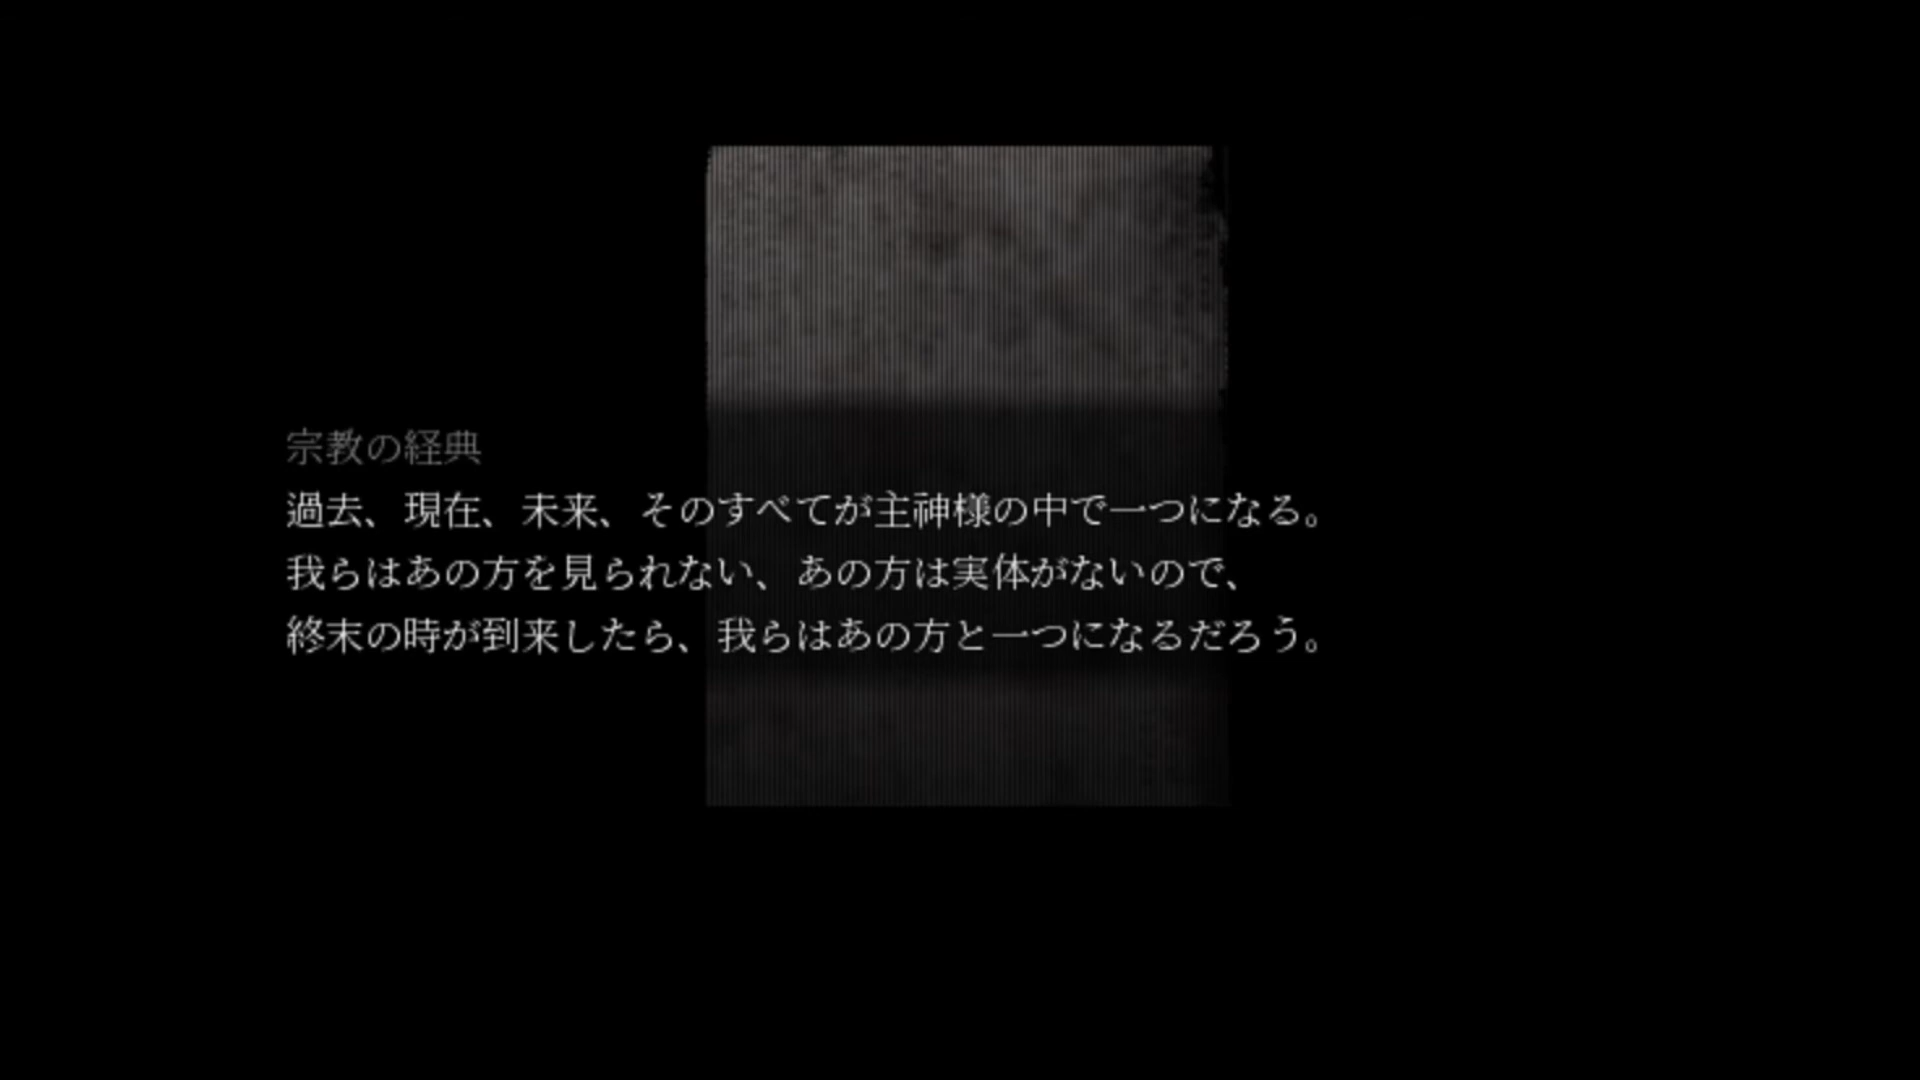 宗教の経典
過去、現在、未来、そのすべてが主神様の中で一つになる。
我らはあの方を見られない、あの方は実体がないので、
終末の時が到来したら、我らはあの方と一つになるだろう。